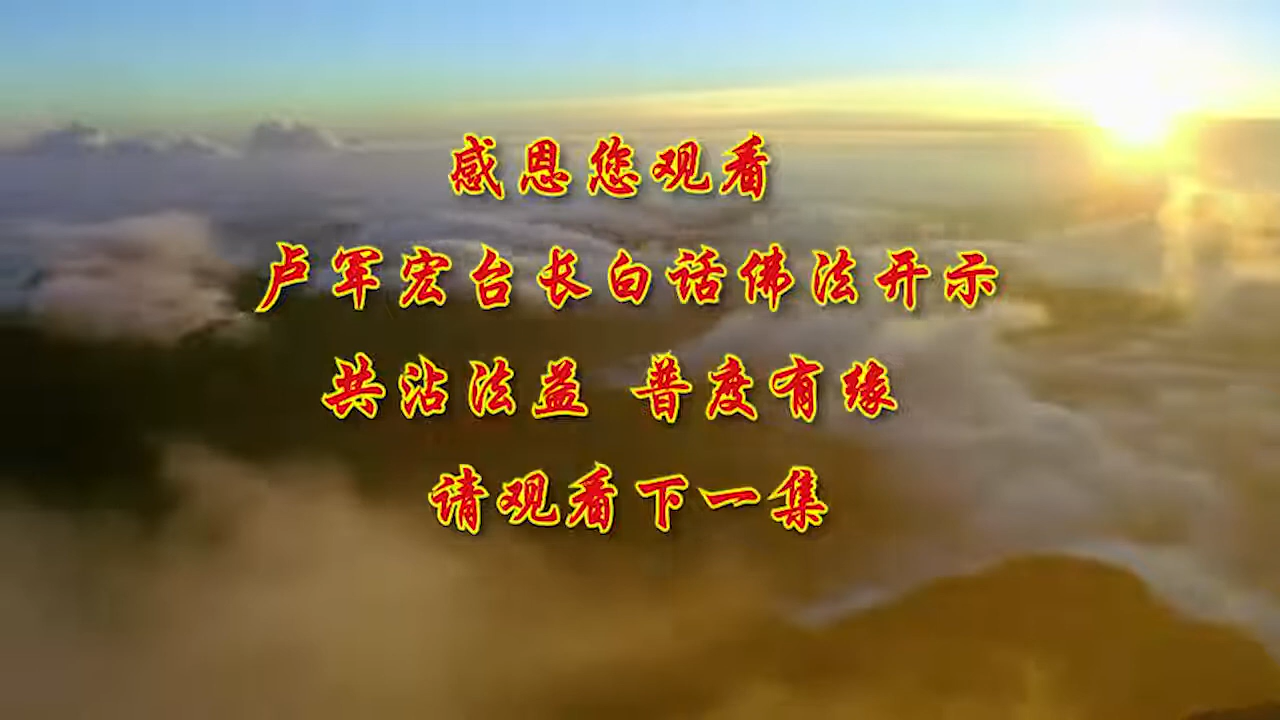 感恩您观看
卢军宏台长白话佛法开示
共沾法益 普度有缘
请观看下一集